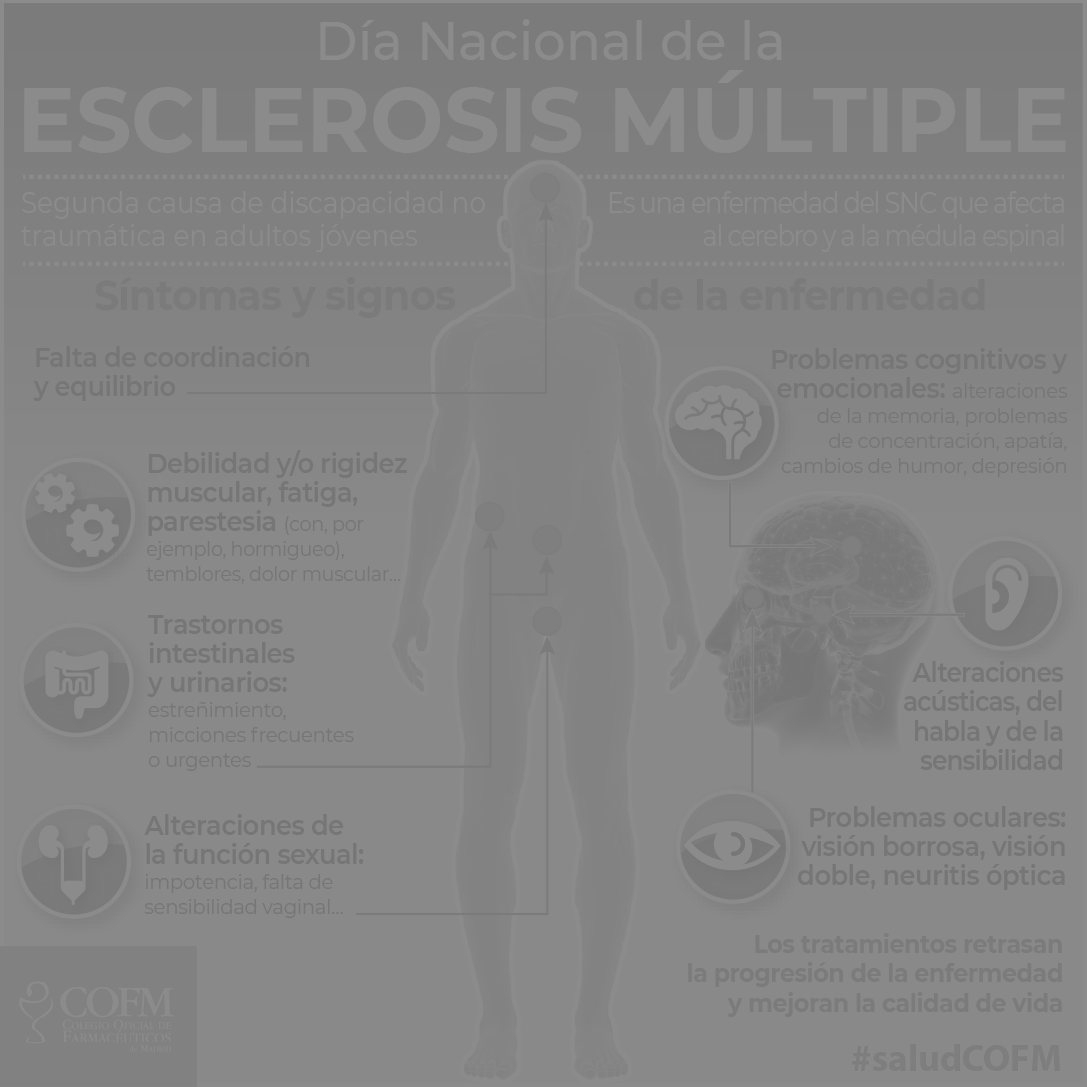 Día Nacional de la
ESCLEROSIS MÚLTIPLE
Segunda causa de discapacidad no
traumática en adultos jóvenes
Es una enfermedad del SNC que afecta
al cerebro y a la médula espinal
Síntomas y signos
de la enfermedad
Falta de coordinación
y equilibrio
Debilidad y/o rigidez
muscular, fatiga,
parestesia (con, por
ejemplo, hormigueo),
temblores, dolor muscular...
Trastornos
intestinales
y urinarios:
estreñimiento,
micciones frecuentes
o urgentes
Alteraciones de
la función sexual:
impotencia, falta de
sensibilidad vaginal...
Problemas cognitivos y
emocionales: alteraciones
de la memoria, problemas
de concentración, apatía,
cambios de humor, depresión
Alteraciones
acústicas, del
habla y de la
sensibilidad
Problemas oculares:
visión borrosa, visión
doble, neuritis óptica
Los tratamientos retrasan
la progresión de la enfermedad
y mejoran la calidad de vida
COFM
Colegio Oficial de
Farmacéuticos
de Madrid
#saludCOFM